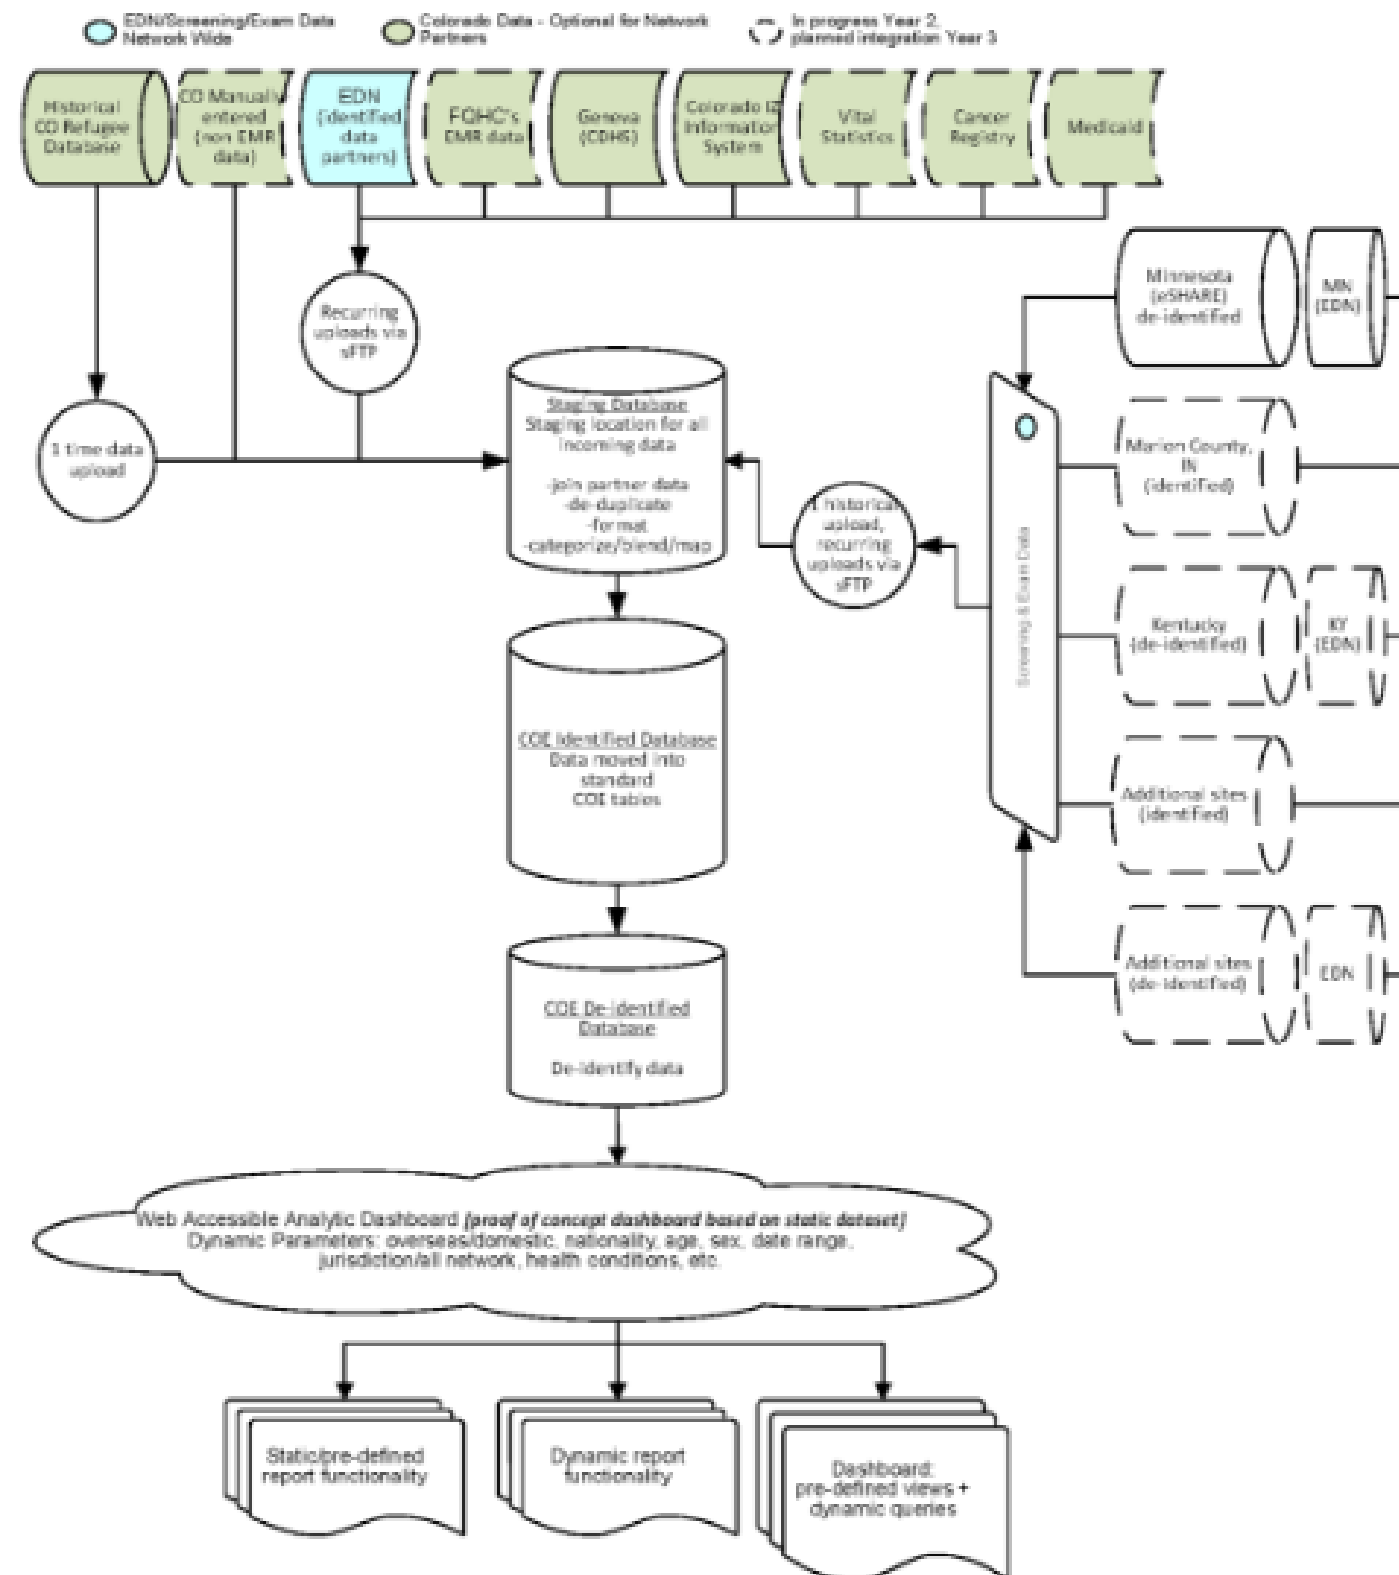 EDN/Screening/Exam Data
Network Wide
Colorado Data - Optional for Network
Partners
In progress Year 2,
planned integration Year 3
Historical
CO Refugee
Database
CO Manually
entered
(non EMR
data)
EDN
(identified
data
partners)
FQHC's
EMR data
Geneva
(CDHS)
Colorado IZ
Information
System
Vital
Statistics
Cancer
Registry
Medicaid
Minnesota
(eSHARE)
de-identified
MN
(EDN)
Recurring
uploads via
sFTP
1 time data
upload
Staging Database
Staging location for all
incoming data
-join partner data
-de-duplicate
-format
-categorize/blend/map
1 historical
upload,
recurring
uploads via
sFTP
Screening & Exam Data
Marion County,
IN
(identified)
Kentucky
(de-identified)
KY
(EDN)
COE Identified Database
Data moved into
standard
COE tables
Additional sites
(identified)
Additional sites
(de-identified)
EDN
COE De-Identified
Database
De-identify data
Web Accessible Analytic Dashboard (proof of concept dashboard based on static dataset)
Dynamic Parameters: overseas/domestic, nationality, age, sex, date range,
jurisdiction/all network, health conditions, etc.
Static/pre-defined
report functionality
Dynamic report
functionality
Dashboard:
pre-defined views +
dynamic queries